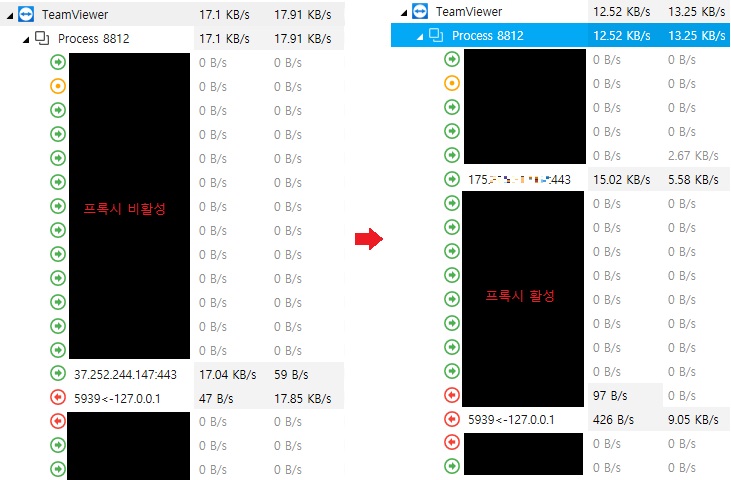 TeamViewer 17.1 KB/s 17.91 KB/s
Process 8812 17.1 KB/s 17.91 KB/s
0 B/s 0 B/s
0 B/s 0 B/s
0 B/s 0 B/s
0 B/s 0 B/s
0 B/s 0 B/s
0 B/s 0 B/s
프록시 비활성 0 B/s 0 B/s
0 B/s 0 B/s
0 B/s 0 B/s
0 B/s 0 B/s
0 B/s 0 B/s
0 B/s 0 B/s
0 B/s 0 B/s
37.252.244.147:443 17.04 KB/s 59 B/s
5939<-127.0.0.1 47 B/s 17.85 KB/s
0 B/s 0 B/s
0 B/s 0 B/s
0 B/s 0 B/s
TeamViewer 12.52 KB/s 13.25 KB/s
Process 8812 12.52 KB/s 13.25 KB/s
0 B/s 0 B/s
0 B/s 0 B/s
0 B/s 0 B/s
0 B/s 0 B/s
0 B/s 2.67 KB/s
175. :443 15.02 KB/s 5.58 KB/s
0 B/s 0 B/s
0 B/s 0 B/s
0 B/s 0 B/s
0 B/s 0 B/s
프록시 활성 0 B/s 0 B/s
0 B/s 0 B/s
0 B/s 0 B/s
0 B/s 0 B/s
97 B/s 0 B/s
5939<-127.0.0.1 426 B/s 9.05 KB/s
0 B/s 0 B/s
0 B/s 0 B/s